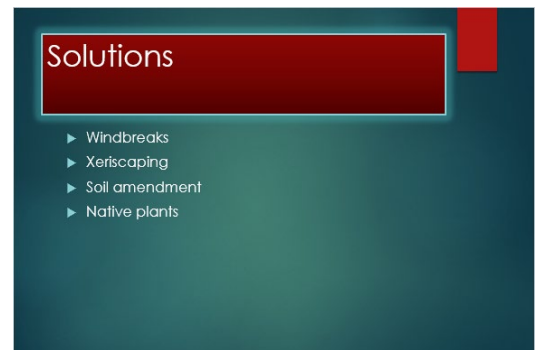 Solutions
Windbreaks
Xeriscaping
Soil amendment
Native plants